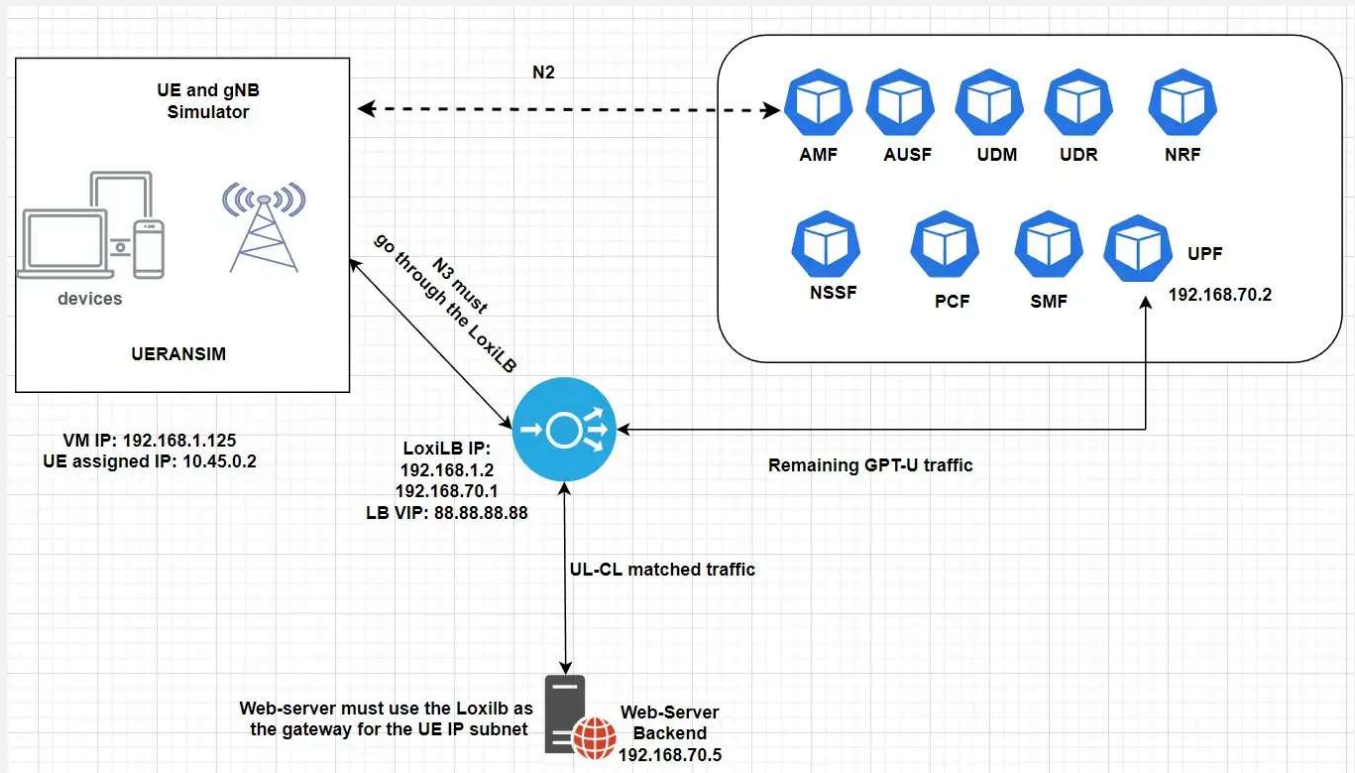 UE and gNB
Simulator
devices
UERANSIM
VM IP: 192.168.1.125
UE assigned IP: 10.45.0.2
N2
N3 must
go through the LoxiLB
AMF
AUSF
UDM
UDR
NRF
NSSF
PCF
SMF
UPF
192.168.70.2
LoxiLB IP:
192.168.1.2
192.168.70.1
LB VIP: 88.88.88.88
Remaining GPT-U traffic
UL-CL matched traffic
Web-server must use the Loxilb as
the gateway for the UE IP subnet
Web-Server
Backend
192.168.70.5